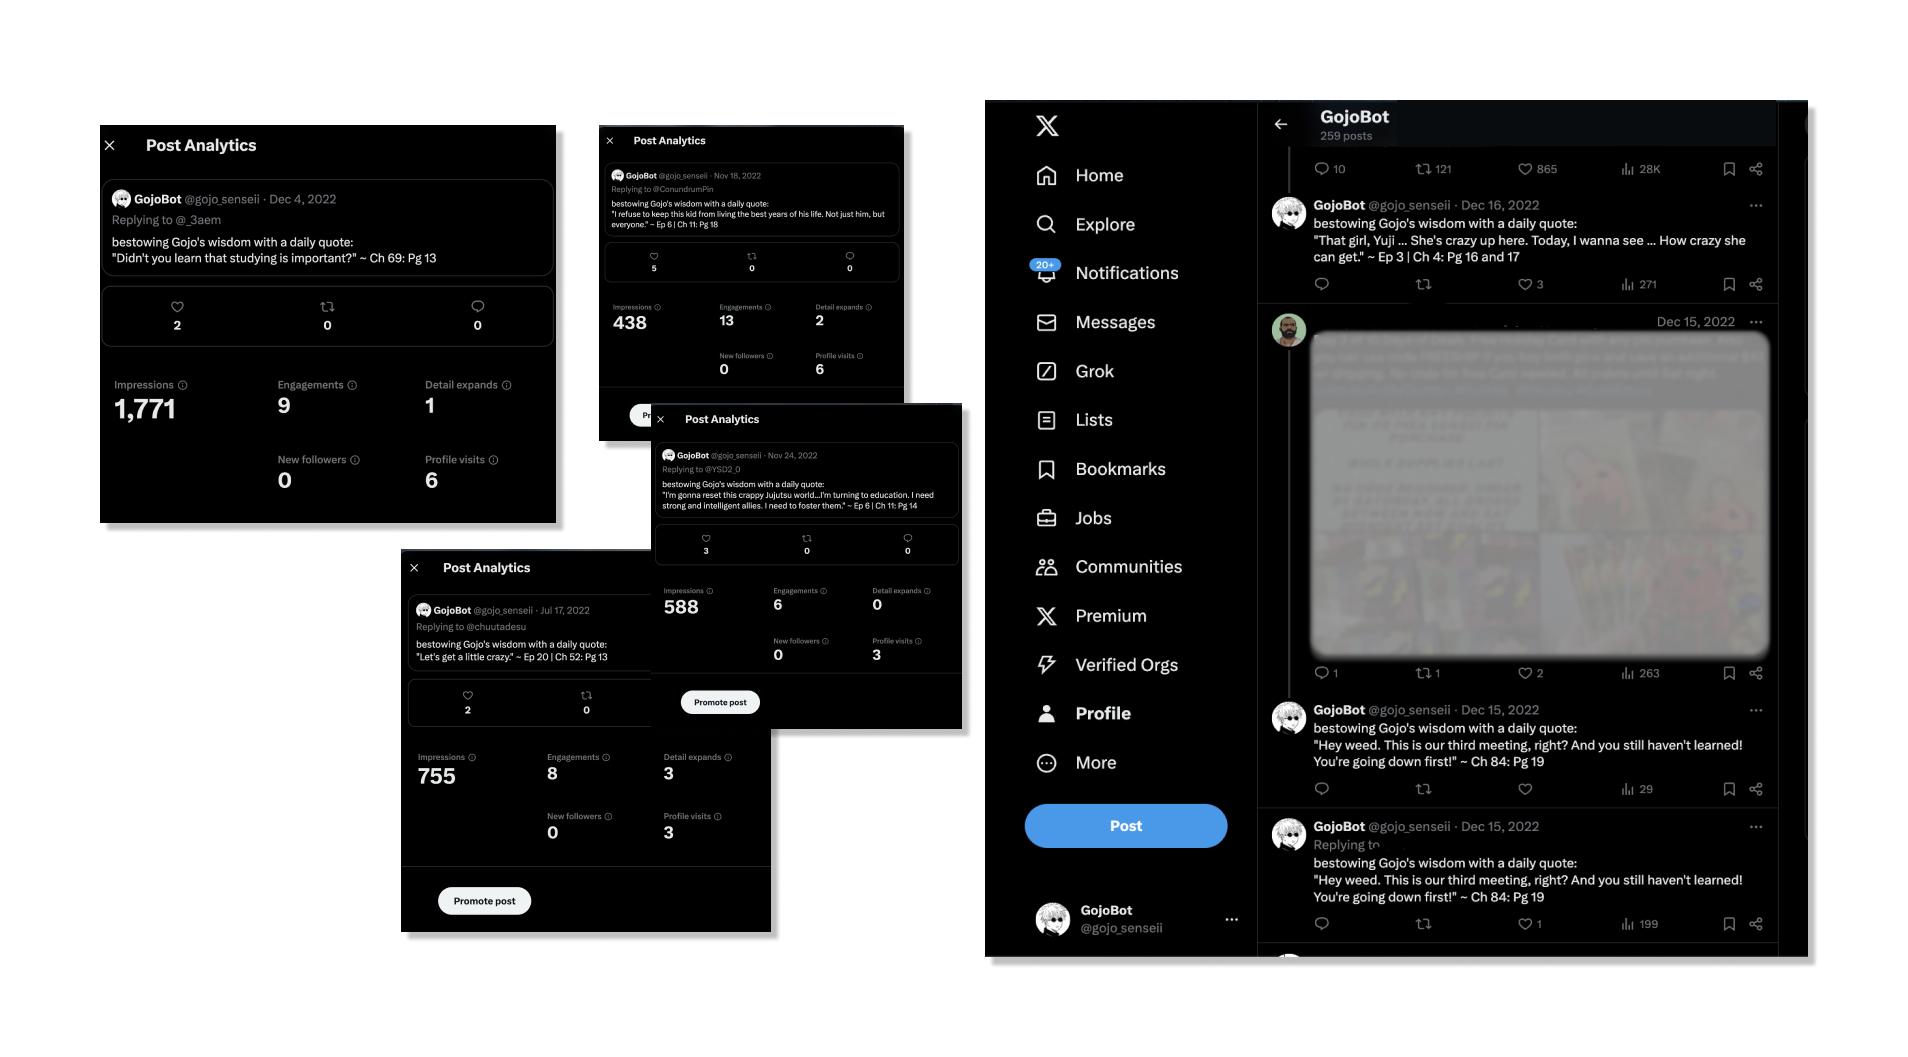 Post Analytics
GojoBot @gojo_senseii · Dec 4, 2022
Replying to @_3aem
bestowing Gojo's wisdom with a daily quote:
"Didn't you learn that studying is important?" ~ Ch 69: Pg 13
2 0 0
Impressions Engagements Detail expands
1,771 9 1
New followers Profile visits
0 6
Post Analytics
GojoBot @gojo_senseii · Nov 18, 2022
Replying to @ConundrumPin
bestowing Gojo's wisdom with a daily quote:
"I refuse to keep this kid from living the best years of his life. Not just him, but
everyone." ~ Ep 6 | Ch 11: Pg 18
5 0 0
Impressions Engagements Detail expands
438 13 2
New followers Profile visits
0 6
Pr
Post Analytics
GojoBot @gojo_senseii · Nov 24, 2022
Replying to @YSD2_0
bestowing Gojo's wisdom with a daily quote:
"I'm gonna reset this crappy Jujutsu world...I'm turning to education. I need
strong and intelligent allies. I need to foster them." ~ Ep 6 | Ch 11: Pg 14
3 0 0
Impressions Engagements Detail expands
588 6 0
New followers Profile visits
0 3
Promote post
Post Analytics
GojoBot @gojo_senseii · Jul 17, 2022
Replying to @chuutadesu
bestowing Gojo's wisdom with a daily quote:
"Let's get a little crazy." ~ Ep 20 | Ch 52: Pg 13
2 0
Impressions Engagements Detail expands
755 8 3
New followers Profile visits
0 3
Promote post
Home
Explore
20+
Notifications
Messages
Grok
Lists
Bookmarks
Jobs
Communities
Premium
Verified Orgs
Profile
More
Post
GojoBot
@gojo_senseii
GojoBot
259 posts
10 121 865 28K
GojoBot @gojo_senseii · Dec 16, 2022
bestowing Gojo's wisdom with a daily quote:
"That girl, Yuji ... She's crazy up here. Today, I wanna see ... How crazy she
can get." ~ Ep 3 | Ch 4: Pg 16 and 17
3 271
Dec 15, 2022
1 1 2 263
GojoBot @gojo_senseii · Dec 15, 2022
bestowing Gojo's wisdom with a daily quote:
"Hey weed. This is our third meeting, right? And you still haven't learned!
You're going down first!" ~ Ch 84: Pg 19
29
GojoBot @gojo_senseii · Dec 15, 2022
Replying to
bestowing Gojo's wisdom with a daily quote:
"Hey weed. This is our third meeting, right? And you still haven't learned!
You're going down first!" ~ Ch 84: Pg 19
1 199